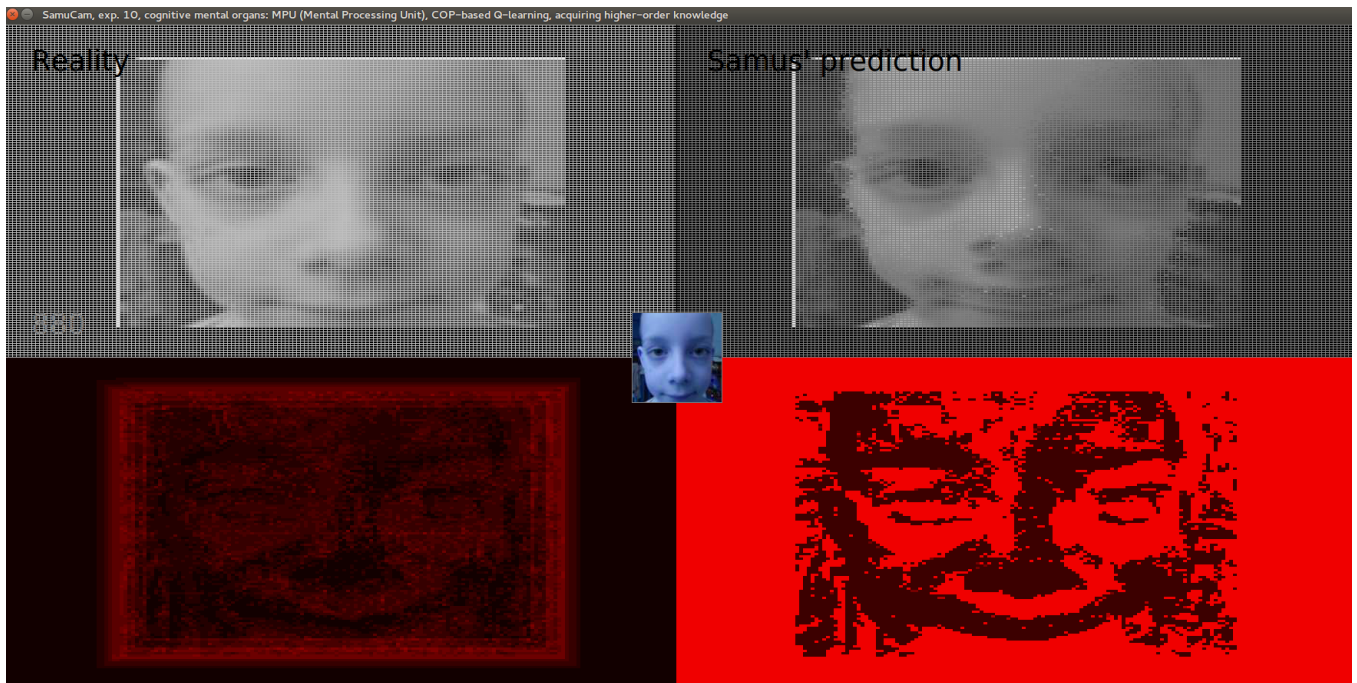 SamuCam, exp. 10, cognitive mental organs: MPU (Mental Processing Unit), COP-based Q-learning, acquiring higher-order knowledge
Reality
Samus' prediction
880